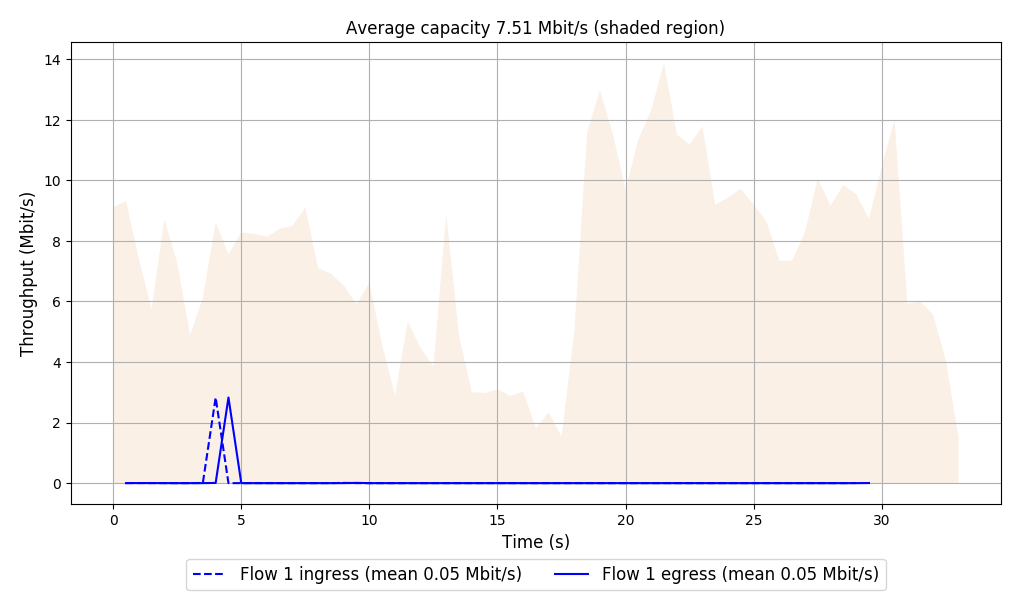 Average capacity 7.51 Mbit/s (shaded region)
Throughput (Mbit/s)
14
12
10
8
6
4
2
0
0 5 10 15 20 25 30
Time (s)
Flow 1 ingress (mean 0.05 Mbit/s) Flow 1 egress (mean 0.05 Mbit/s)